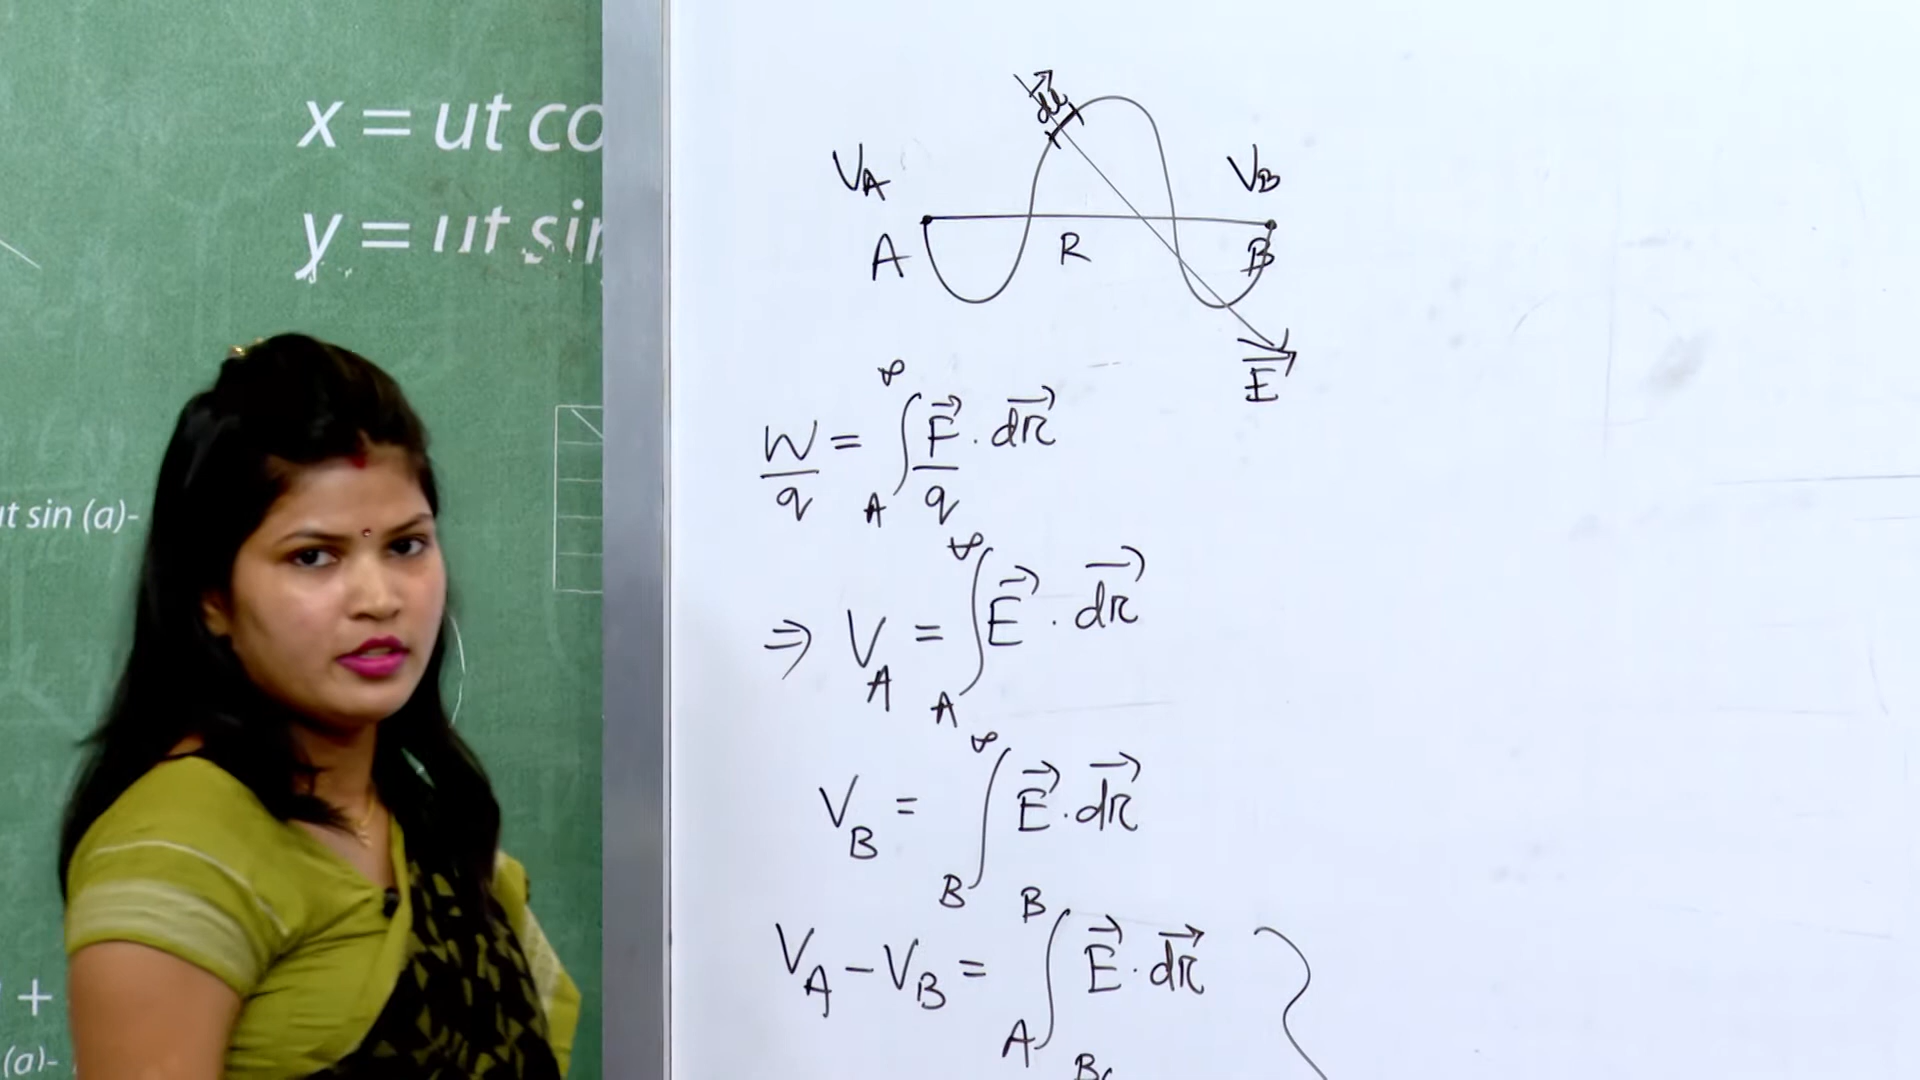 x = ut co
y = ut sin
ut sin (a)-
+
(a)-
dl
V_A
V_B
A
R
B
E
W/q = ∫_A^∞ F/q . dr
⇒ V_A = ∫_A^∞ E . dr
V_B = ∫_B^∞ E . dr
V_A - V_B = ∫_A^B E . dr
B